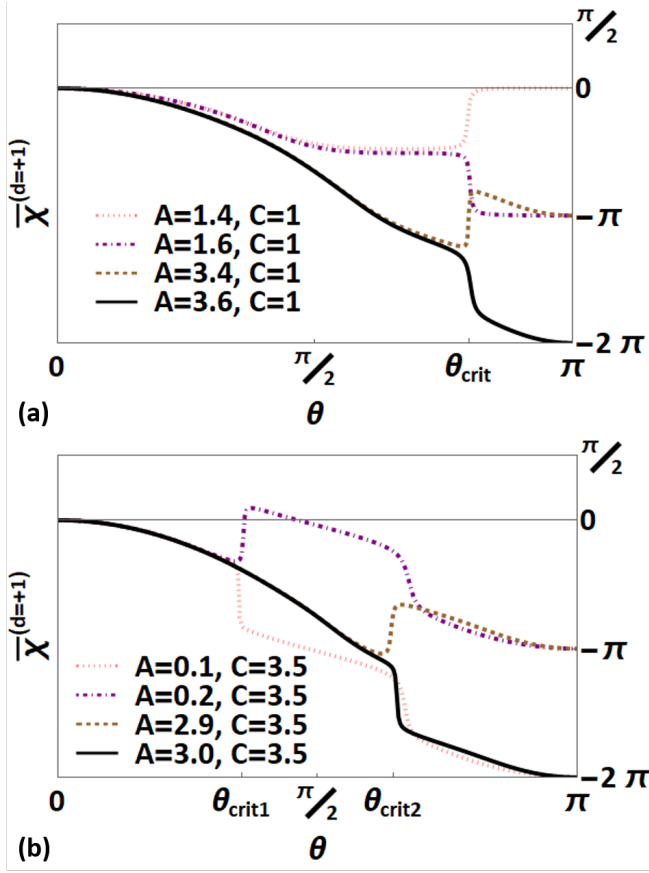 π/2
0
χ̅(d=+1)
A=1.4, C=1
A=1.6, C=1
A=3.4, C=1
A=3.6, C=1
−π
−2 π
0 π/2 θcrit π
(a) θ
π/2
0
χ̅(d=+1)
A=0.1, C=3.5
A=0.2, C=3.5
A=2.9, C=3.5
A=3.0, C=3.5
−π
−2 π
0 θcrit1 π/2 θcrit2 π
(b) θ